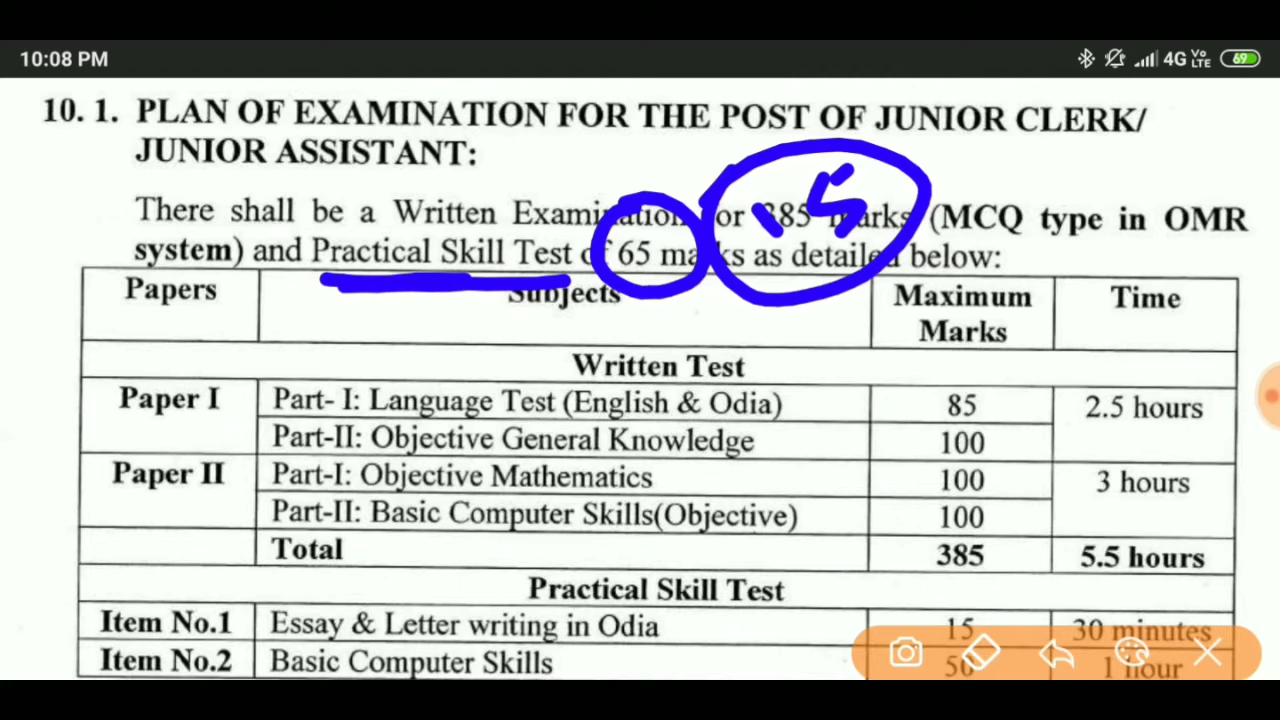 10:08 PM 4G Vo LTE 69
10. 1. PLAN OF EXAMINATION FOR THE POST OF JUNIOR CLERK/
JUNIOR ASSISTANT:
There shall be a Written Examination for 385 marks (MCQ type in OMR
system) and Practical Skill Test of 65 marks as detailed below:
15
Papers Subjects Maximum Marks Time
Written Test
Paper I Part- I: Language Test (English & Odia) 85 2.5 hours
Part-II: Objective General Knowledge 100
Paper II Part-I: Objective Mathematics 100 3 hours
Part-II: Basic Computer Skills(Objective) 100
Total 385 5.5 hours
Practical Skill Test
Item No.1 Essay & Letter writing in Odia 15 30 minutes
Item No.2 Basic Computer Skills 50 1 hour